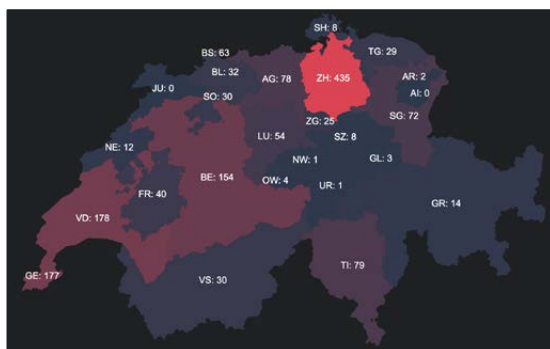 SH: 8
BS: 63
TG: 29
BL: 32
AG: 78
ZH: 435
AR: 2
JU: 0
AI: 0
SO: 30
SG: 72
ZG: 25
LU: 54
SZ: 8
NE: 12
NW: 1
GL: 3
BE: 154
OW: 4
UR: 1
FR: 40
GR: 14
VD: 178
TI: 79
GE: 177
VS: 30